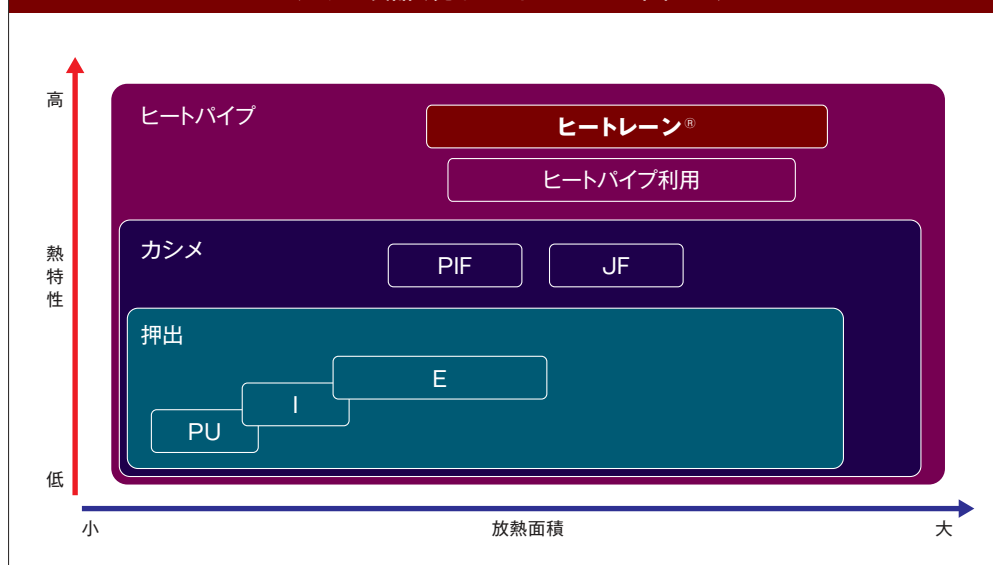 高
ヒートパイプ
ヒートレーン®
ヒートパイプ利用
熱特性
カシメ
PIF
JF
押出
E
I
PU
低
小
放熱面積
大